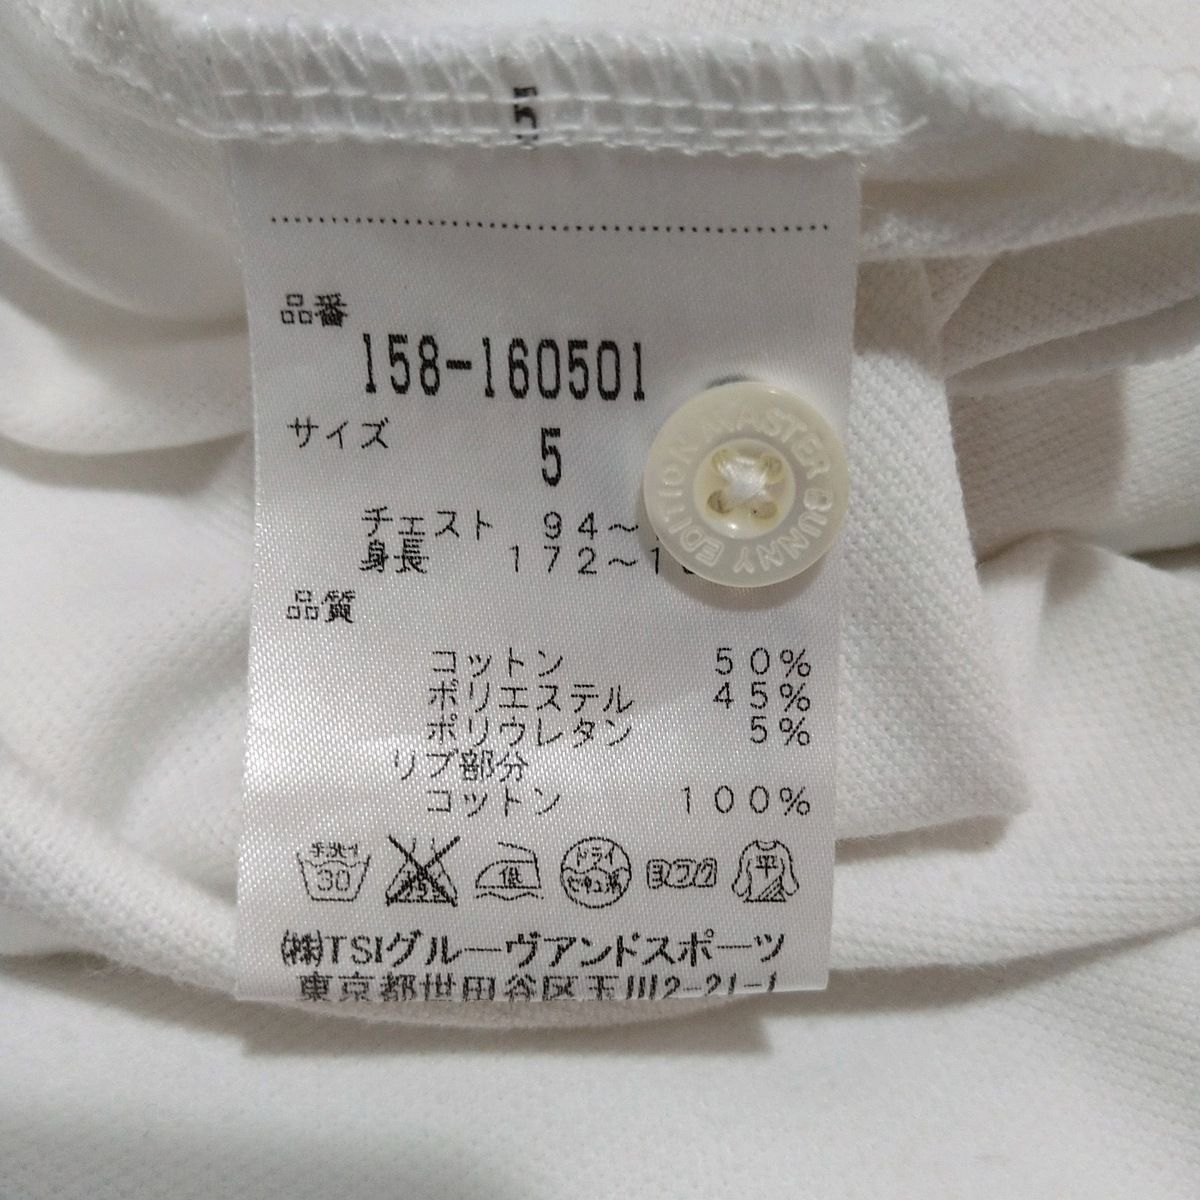 品番
158-160501
サイズ
5
チェスト 94～
身長 172～1
品質
コットン 50%
ポリエステル 45%
ポリウレタン 5%
リブ部分
コットン 100%
手洗イ
30
低
ドライ
セキユ系
ヨワク
平
㈱TSIグルーヴアンドスポーツ
東京都世田谷区玉川2-21-1
MASTER BUNNY EDITION